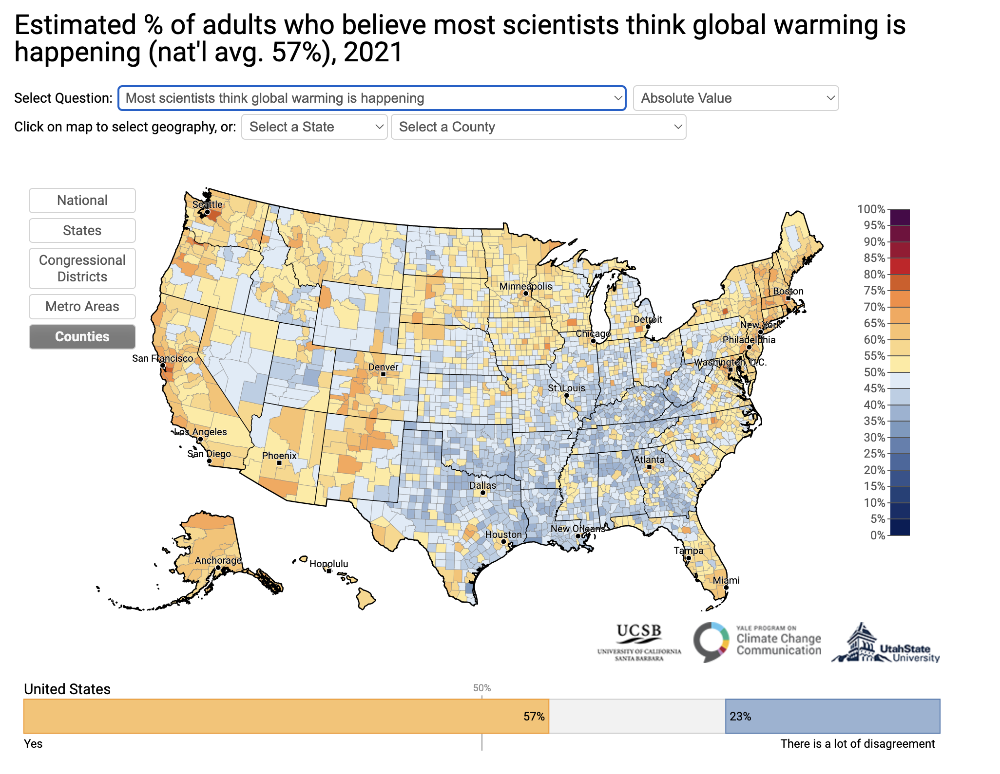 Estimated % of adults who believe most scientists think global warming is
happening (nat'l avg. 57%), 2021
Select Question:
Most scientists think global warming is happening
Absolute Value
Click on map to select geography, or:
Select a State
Select a County
National
States
Congressional
Districts
Metro Areas
Counties
Seattle
Minneapolis
Boston
Detroit
New York
Chicago
Philadelphia
San Francisco
Denver
Washington, D.C.
St. Louis
Los Angeles
San Diego
Phoenix
Atlanta
Dallas
New Orleans
Houston
Tampa
Anchorage
Honolulu
Miami
100%
95%
90%
85%
80%
75%
70%
65%
60%
55%
50%
45%
40%
35%
30%
25%
20%
15%
10%
5%
0%
UCSB
UNIVERSITY OF CALIFORNIA
SANTA BARBARA
YALE PROGRAM ON
Climate Change
Communication
UtahState
University
United States
50%
57%
23%
Yes
There is a lot of disagreement